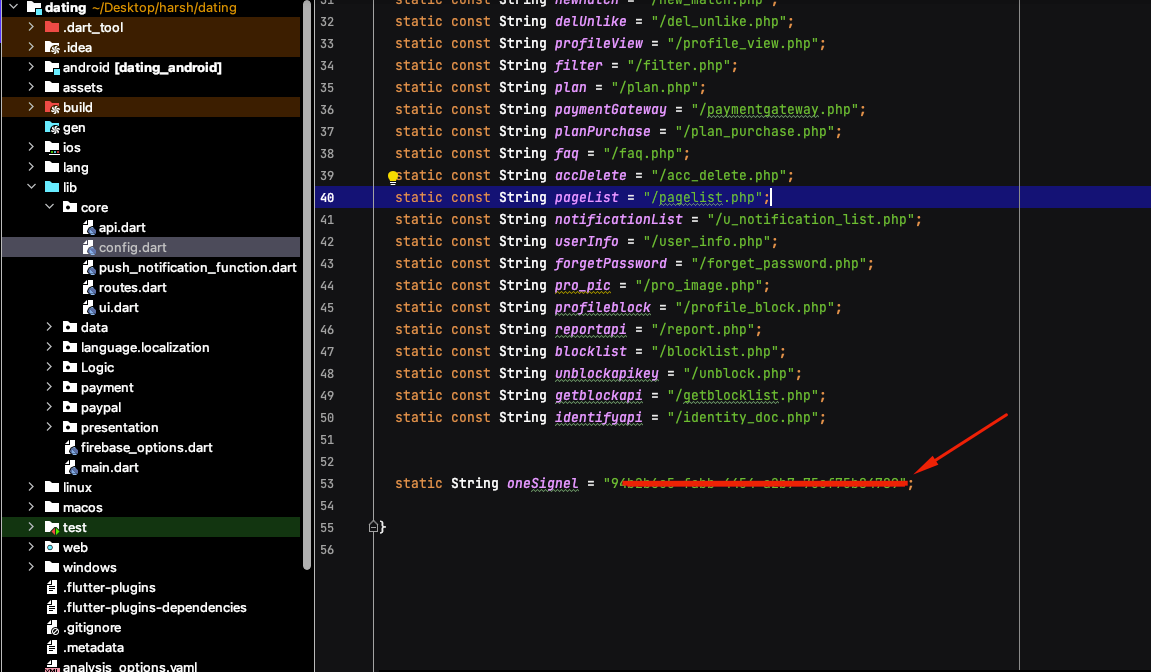 dating ~/Desktop/harsh/dating
.dart_tool
.idea
android [dating_android]
assets
build
gen
ios
lang
lib
core
api.dart
config.dart
push_notification_function.dart
routes.dart
ui.dart
data
language.localization
Logic
payment
paypal
presentation
firebase_options.dart
main.dart
linux
macos
test
web
windows
.flutter-plugins
.flutter-plugins-dependencies
.gitignore
.metadata
analysis_options.yaml
31 static const String newMatch = "/new_match.php";
32 static const String delUnlike = "/del_unlike.php";
33 static const String profileView = "/profile_view.php";
34 static const String filter = "/filter.php";
35 static const String plan = "/plan.php";
36 static const String paymentGateway = "/paymentgateway.php";
37 static const String planPurchase = "/plan_purchase.php";
38 static const String faq = "/faq.php";
39 static const String accDelete = "/acc_delete.php";
40 static const String pageList = "/pagelist.php";
41 static const String notificationList = "/u_notification_list.php";
42 static const String userInfo = "/user_info.php";
43 static const String forgetPassword = "/forget_password.php";
44 static const String pro_pic = "/pro_image.php";
45 static const String profileblock = "/profile_block.php";
46 static const String reportapi = "/report.php";
47 static const String blocklist = "/blocklist.php";
48 static const String unblockapikey = "/unblock.php";
49 static const String getblockapi = "/getblocklist.php";
50 static const String identifyapi = "/identity_doc.php";
51
52
53 static String oneSignel = "9 ";
54
55 }
56